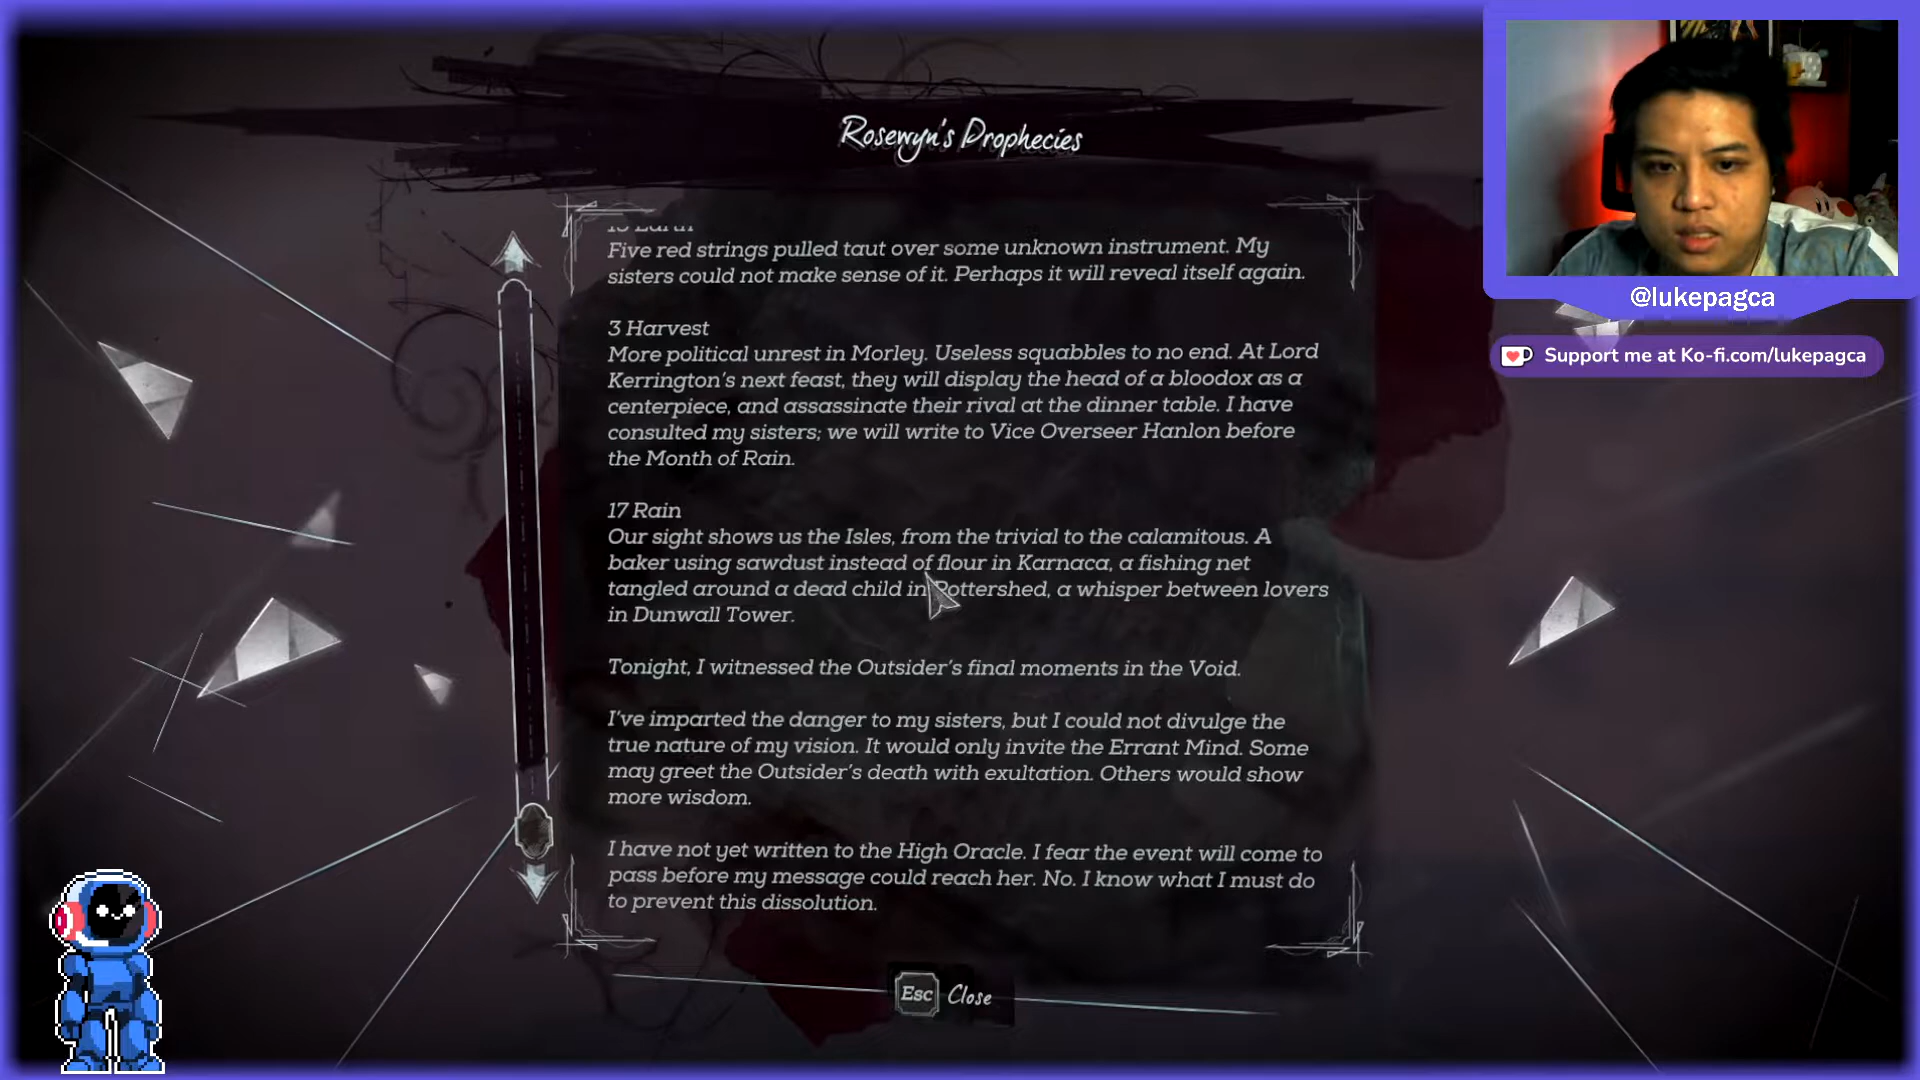 Rosewyn's Prophecies
Five red strings pulled taut over some unknown instrument. My
sisters could not make sense of it. Perhaps it will reveal itself again.
3 Harvest
More political unrest in Morley. Useless squabbles to no end. At Lord
Kerrington's next feast, they will display the head of a bloodox as a
centerpiece, and assassinate their rival at the dinner table. I have
consulted my sisters; we will write to Vice Overseer Hanlon before
the Month of Rain.
17 Rain
Our sight shows us the Isles, from the trivial to the calamitous. A
baker using sawdust instead of flour in Karnaca, a fishing net
tangled around a dead child in Pottershed, a whisper between lovers
in Dunwall Tower.
Tonight, I witnessed the Outsider's final moments in the Void.
I've imparted the danger to my sisters, but I could not divulge the
true nature of my vision. It would only invite the Errant Mind. Some
may greet the Outsider's death with exultation. Others would show
more wisdom.
I have not yet written to the High Oracle. I fear the event will come to
pass before my message could reach her. No. I know what I must do
to prevent this dissolution.
Esc Close
@lukepagca
Support me at Ko-fi.com/lukepagca